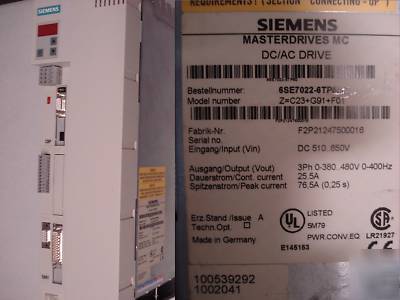 SIEMENS
REQUIREMENTS! (SECTION "CONNECTING-UP")
SIEMENS
MASTERDRIVES MC
DC/AC DRIVE
Bestellnummer:
Model number
Z=C23+G91+F01
Fabrik-Nr.
Serial no.
F2P21247500016
Eingang/Input (Vin)
DC 510..650V
Ausgang/Output (Vout)
3Ph 0-380..480V 0-400Hz
Dauerstrom/Cont. current
25,5A
Spitzenstrom/Peak current
76,5A (0,25 s)
Erz.Stand /Issue A
Techn.Opt.
Made in Germany
UL
LISTED
5M79
PWR.CONV.EQ
E145153
SA
LR21927
CE
100539292
1002041